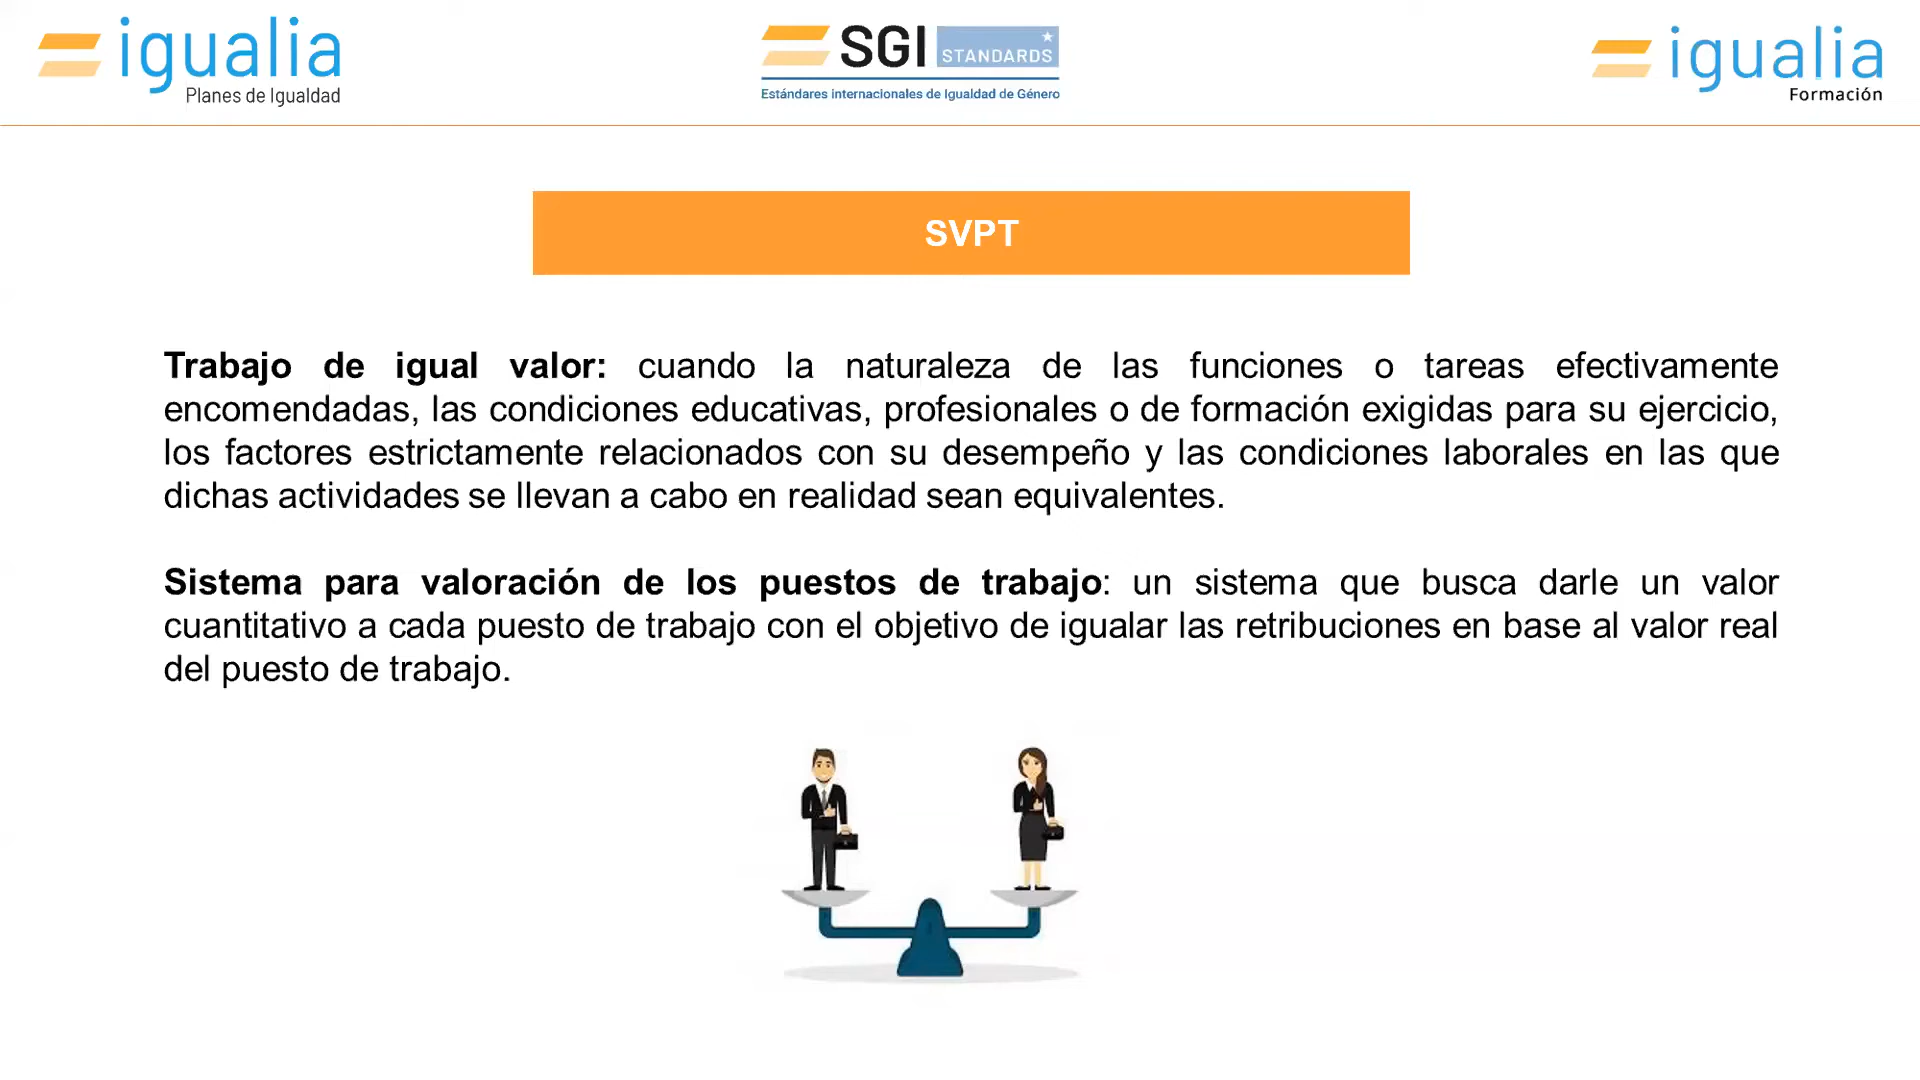 igualia
Planes de Igualdad
SGI STANDARDS
Estándares internacionales de Igualdad de Género
igualia
Formación
SVPT
Trabajo de igual valor: cuando la naturaleza de las funciones o tareas efectivamente
encomendadas, las condiciones educativas, profesionales o de formación exigidas para su ejercicio,
los factores estrictamente relacionados con su desempeño y las condiciones laborales en las que
dichas actividades se llevan a cabo en realidad sean equivalentes.
Sistema para valoración de los puestos de trabajo: un sistema que busca darle un valor
cuantitativo a cada puesto de trabajo con el objetivo de igualar las retribuciones en base al valor real
del puesto de trabajo.